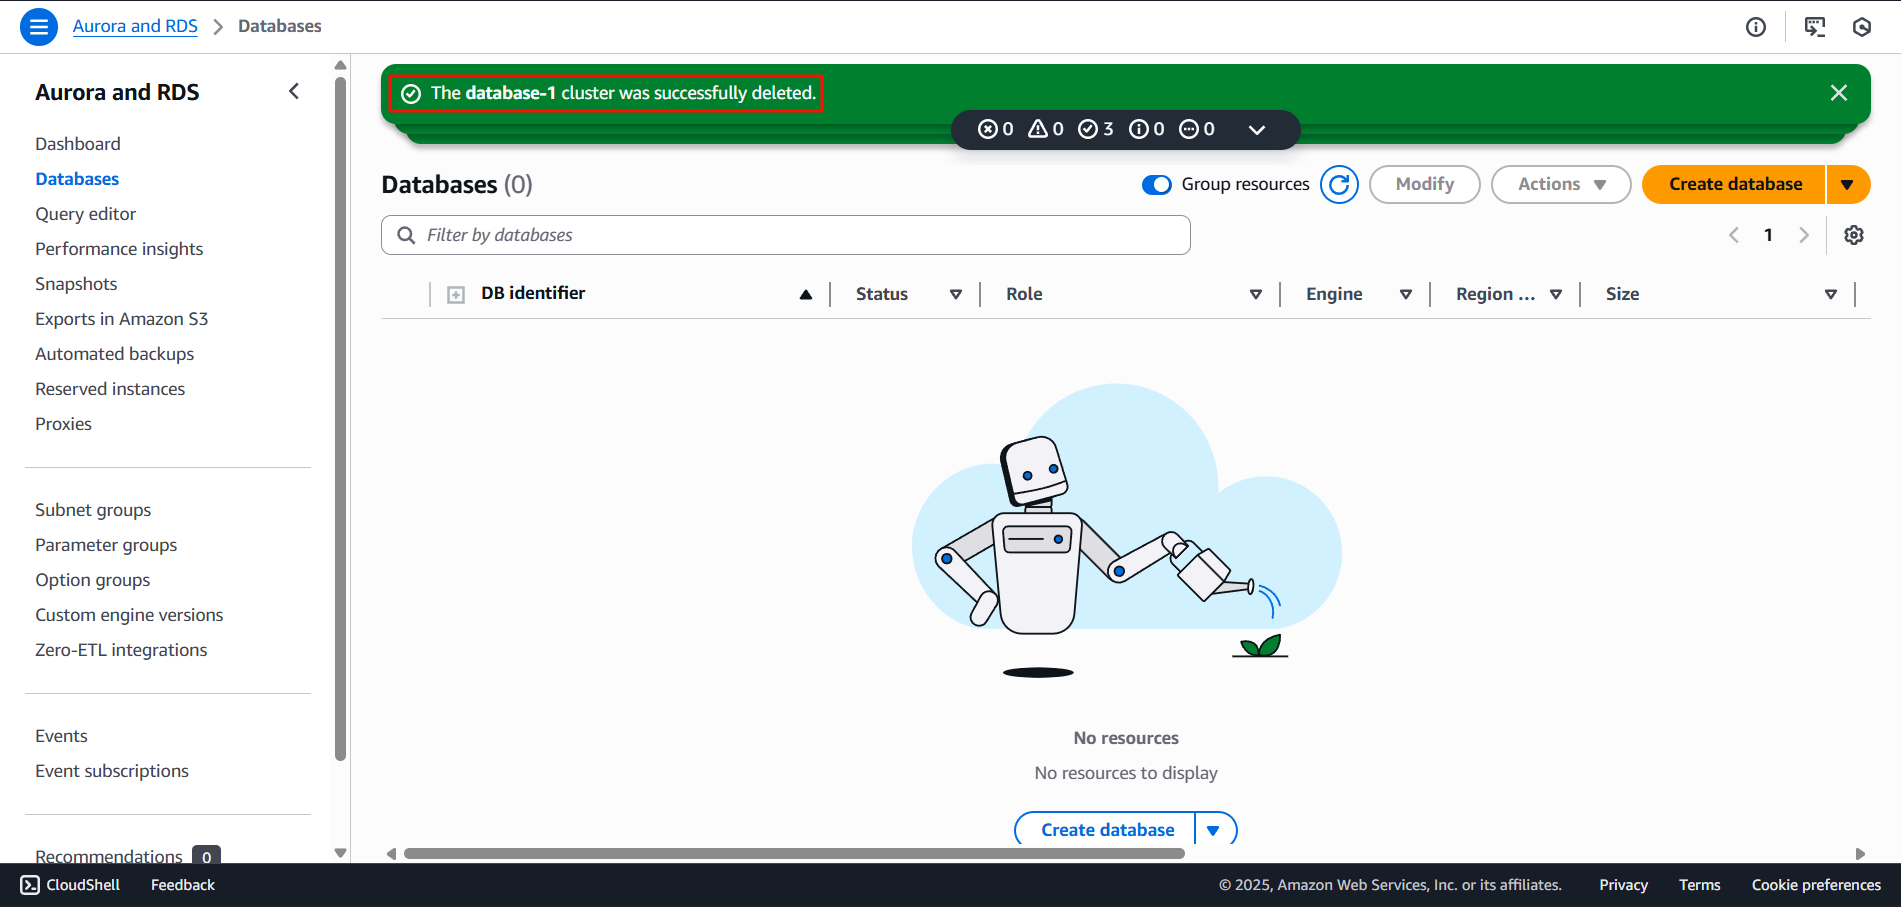 Aurora and RDS > Databases
Aurora and RDS
Dashboard
Databases
Query editor
Performance insights
Snapshots
Exports in Amazon S3
Automated backups
Reserved instances
Proxies
Subnet groups
Parameter groups
Option groups
Custom engine versions
Zero-ETL integrations
Events
Event subscriptions
Recommendations 0
The database-1 cluster was successfully deleted.
0 0 3 0 0
Databases (0)
Group resources
Modify
Actions
Create database
Filter by databases
1
DB identifier
Status
Role
Engine
Region ...
Size
No resources
No resources to display
Create database
CloudShell
Feedback
© 2025, Amazon Web Services, Inc. or its affiliates.
Privacy
Terms
Cookie preferences